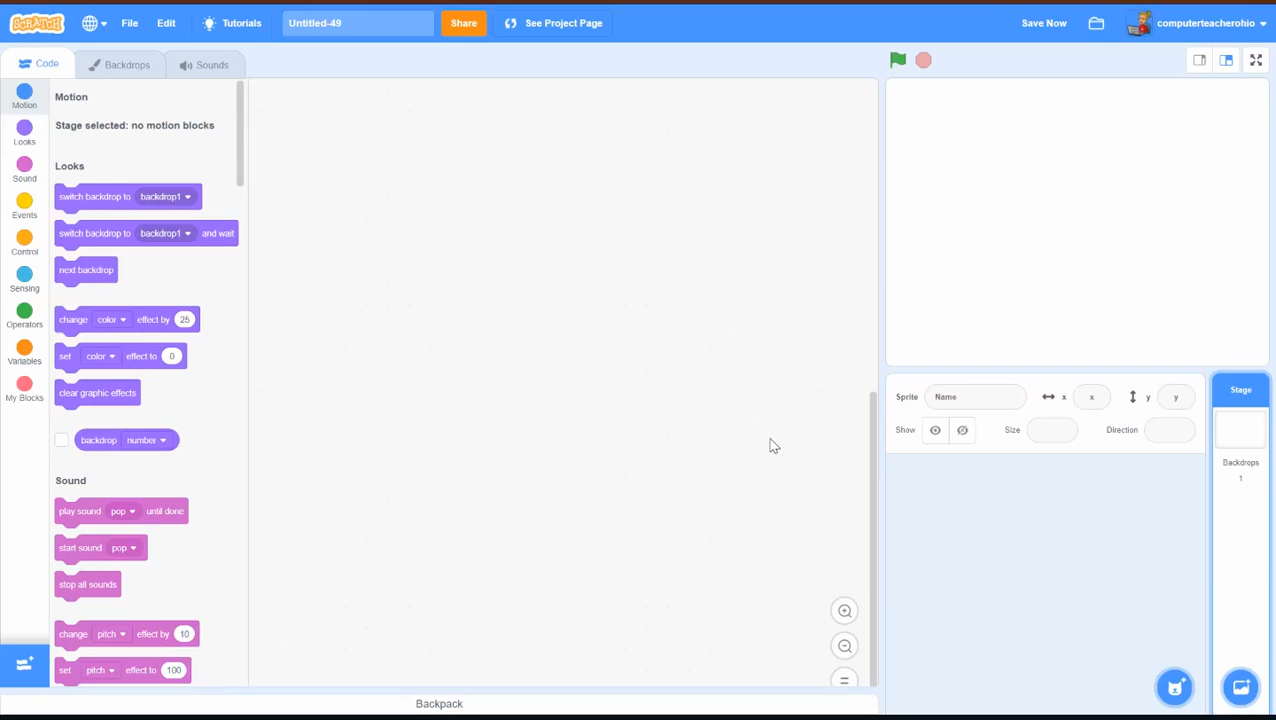 SCRATCH File Edit Tutorials Untitled-49 Share See Project Page Save Now computerteacherohio
Code Backdrops Sounds
Motion
Looks
Sound
Events
Control
Sensing
Operators
Variables
My Blocks
Motion
Stage selected: no motion blocks
Looks
switch backdrop to backdrop1
switch backdrop to backdrop1 and wait
next backdrop
change color effect by 25
set color effect to 0
clear graphic effects
backdrop number
Sound
play sound pop until done
start sound pop
stop all sounds
change pitch effect by 10
set pitch effect to 100
Backpack
Sprite Name x x y y
Show Size Direction
Stage
Backdrops
1